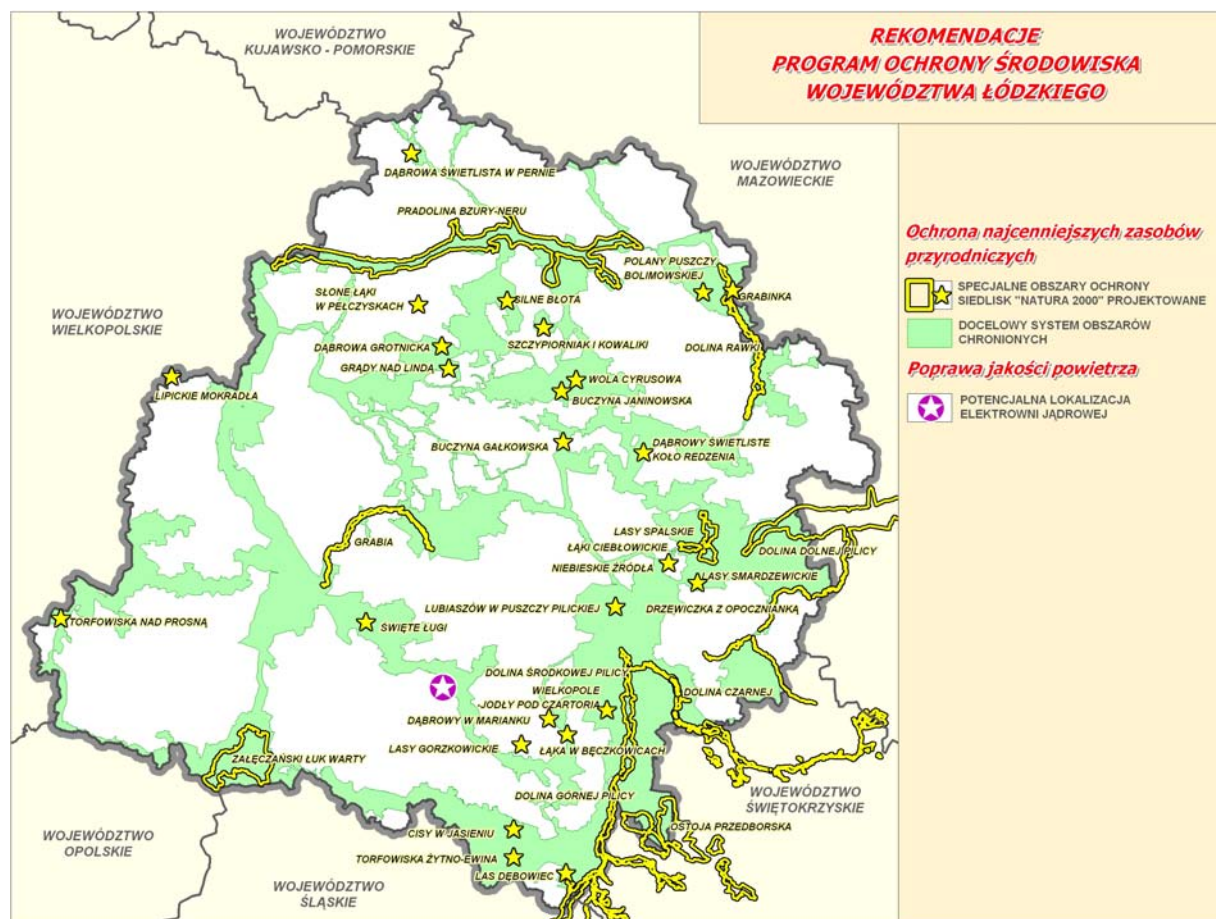 REKOMENDACJE
PROGRAM OCHRONY ŚRODOWISKA
WOJEWÓDZTWA ŁÓDZKIEGO
WOJEWÓDZTWO
KUJAWSKO - POMORSKIE
WOJEWÓDZTWO
MAZOWIECKIE
DĄBROWA ŚWIETLISTA W PERNIE
PRADOLINA BZURY-NERU
Ochrona najcenniejszych zasobów
przyrodniczych
SPECJALNE OBSZARY OCHRONY
SIEDLISK "NATURA 2000" PROJEKTOWANE
DOCELOWY SYSTEM OBSZARÓW
CHRONIONYCH
Poprawa jakości powietrza
POTENCJALNA LOKALIZACJA
ELEKTROWNI JĄDROWEJ
POLANY PUSZCZY
BOLIMOWSKIEJ
GRABINKA
SŁONE ŁĄKI
W PEŁCZYSKACH
SILNE BŁOTA
WOJEWÓDZTWO
WIELKOPOLSKIE
SZCZYPIORNIAK I KOWALIKI
DĄBROWA GROTNICKA
DOLINA RAWKI
GRĄDY NAD LINDĄ
WOLA CYRUSOWA
LIPICKIE MOKRADŁA
BUCZYNA JANINOWSKA
BUCZYNA GAŁKOWSKA
DĄBROWY ŚWIETLISTE
KOŁO REDZENIA
LASY SPALSKIE
GRABIA
ŁĄKI CIEBŁOWICKIE
DOLINA DOLNEJ PILICY
NIEBIESKIE ŹRÓDŁA
LASY SMARDZEWICKIE
LUBIASZÓW W PUSZCZY PILICKIEJ
DRZEWICZKA Z OPOCZNIANKĄ
TORFOWISKA NAD PROSNĄ
ŚWIĘTE ŁUGI
DOLINA ŚRODKOWEJ PILICY
WIELKOPOLE
JODŁY POD CZARTORIĄ
DOLINA CZARNEJ
DĄBROWY W MARIANKU
LASY GORZKOWICKIE
ŁĄKA W BĘCZKOWICACH
ZAŁĘCZAŃSKI ŁUK WARTY
DOLINA GÓRNEJ PILICY
WOJEWÓDZTWO
ŚWIĘTOKRZYSKIE
WOJEWÓDZTWO
OPOLSKIE
CISY W JASIENIU
OSTOJA PRZEDBORSKA
TORFOWISKA ŻYTNO-EWINA
LAS DĘBOWIEC
WOJEWÓDZTWO
ŚLĄSKIE